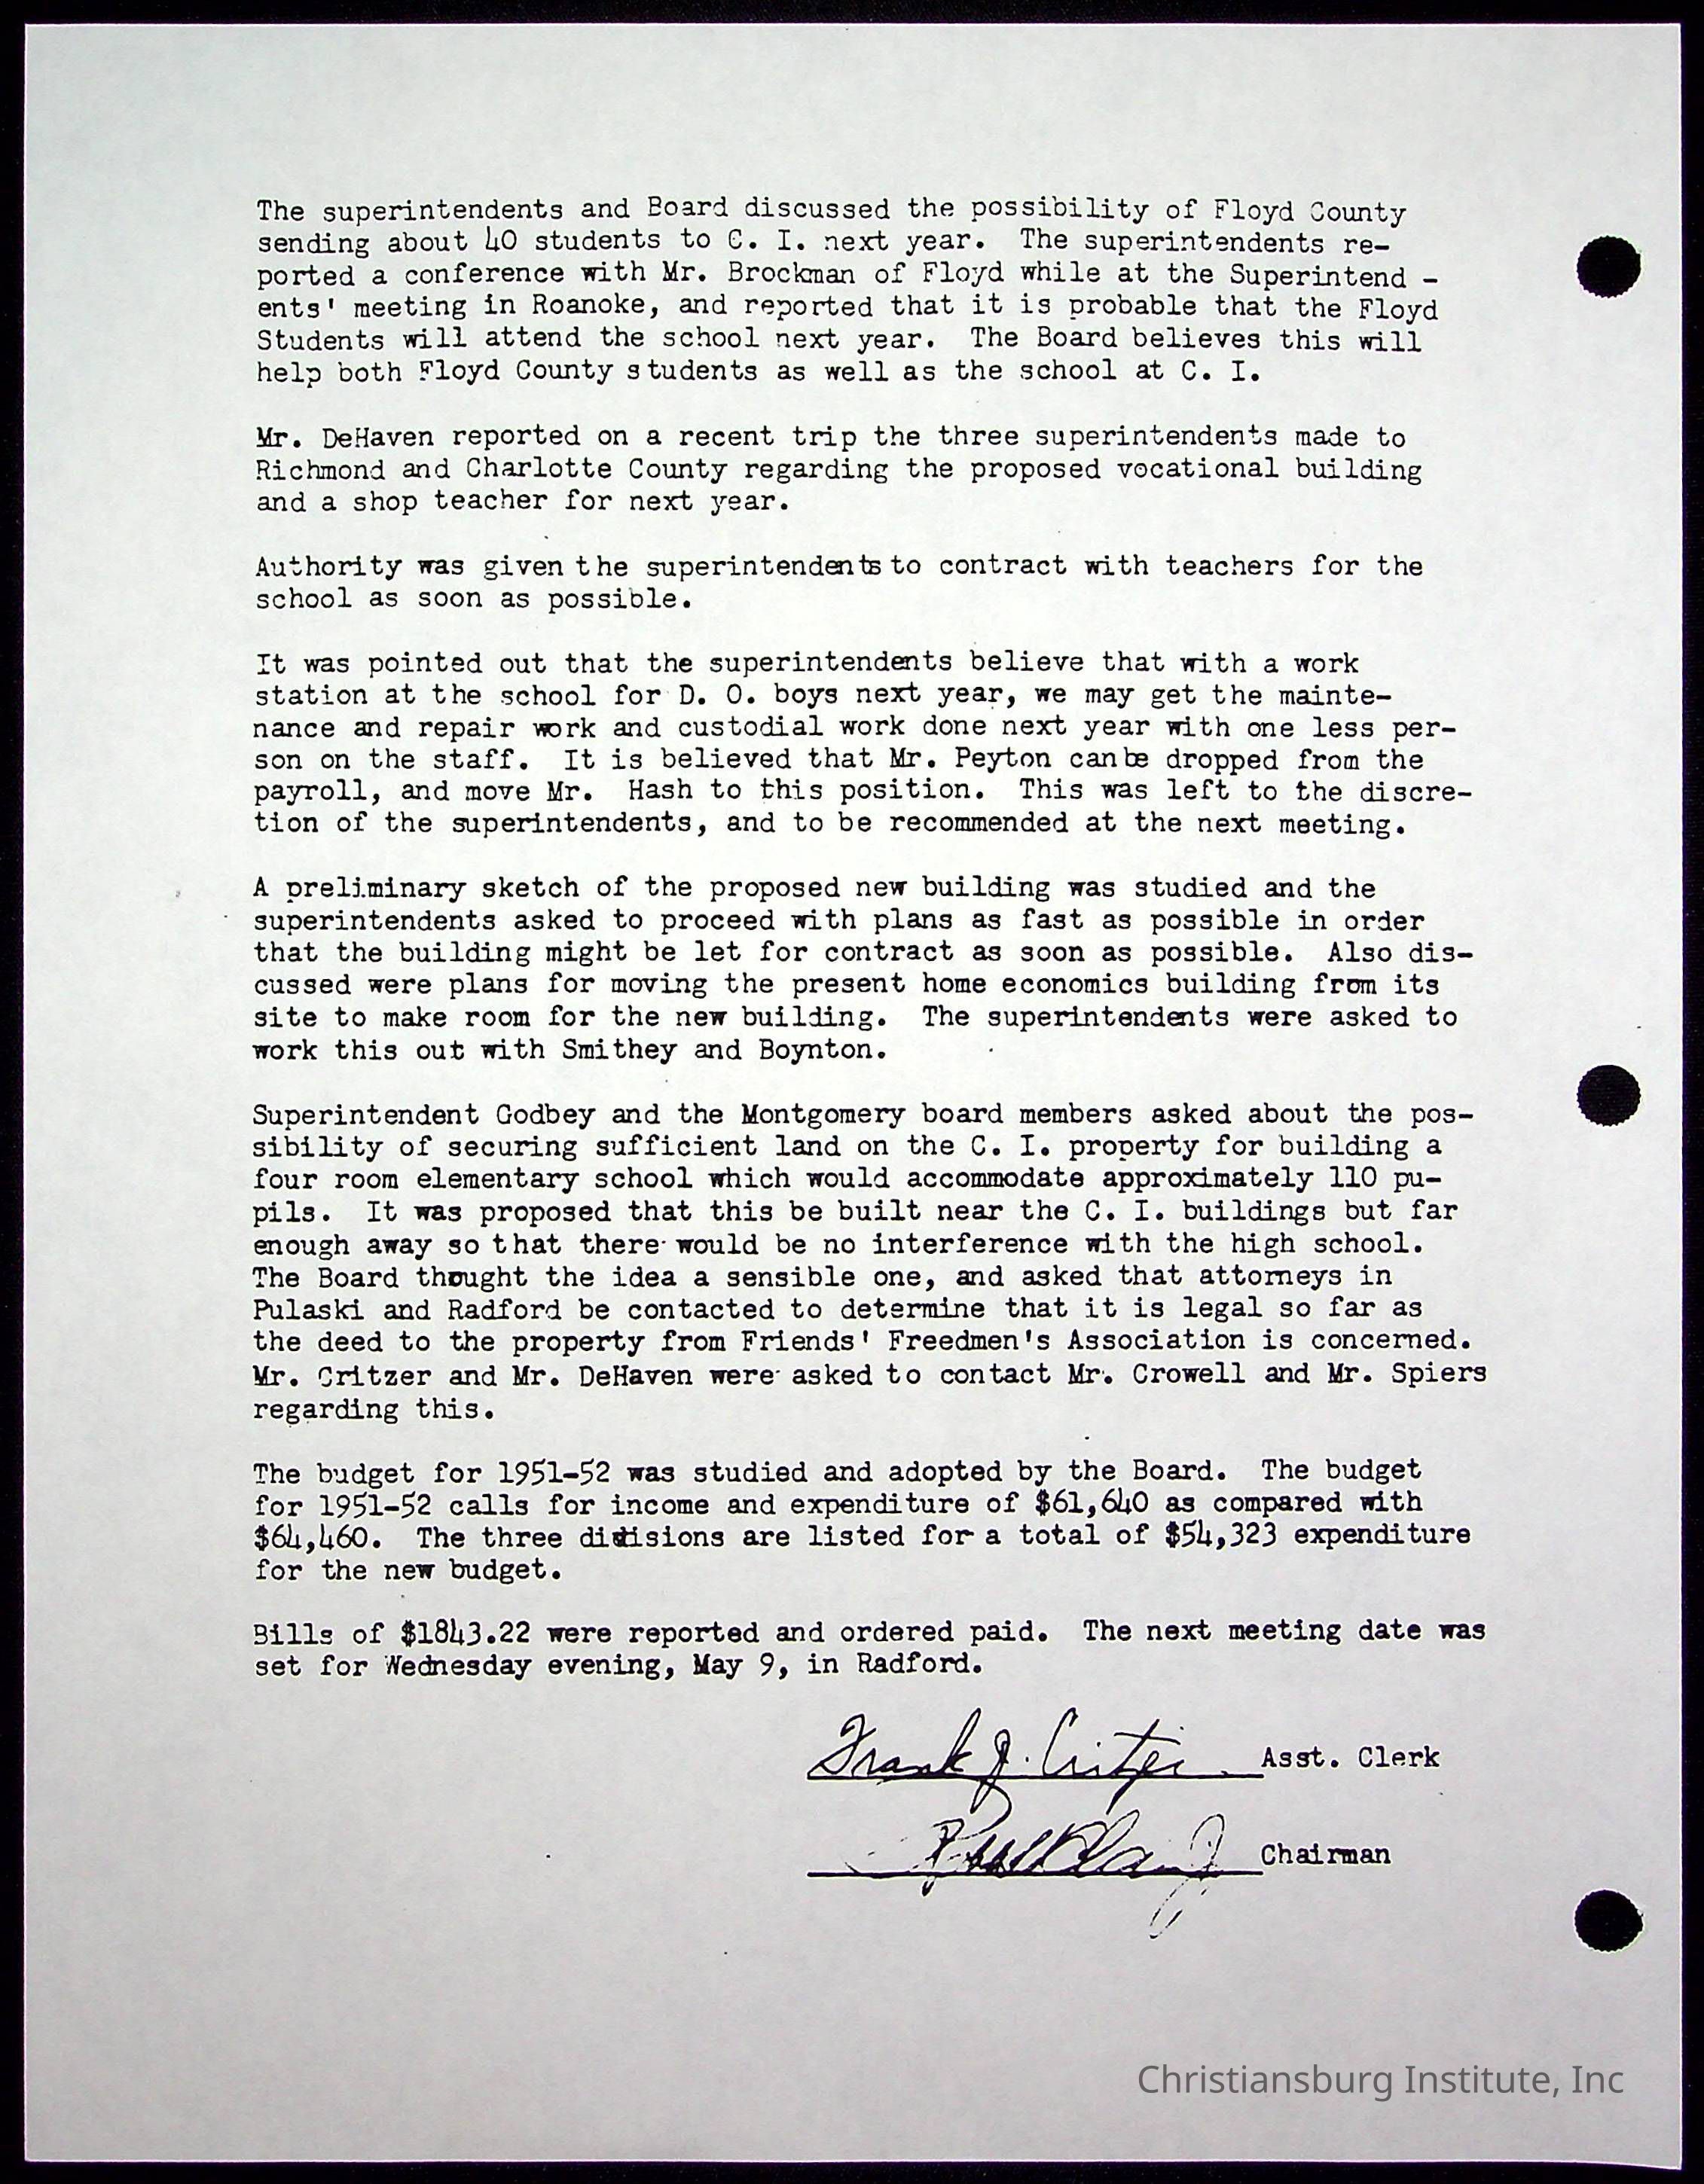 The superintendents and Board discussed the possibility of Floyd County
sending about 40 students to C. I. next year.  The superintendents re-
ported a conference with Mr. Brockman of Floyd while at the Superintend -
ents' meeting in Roanoke, and reported that it is probable that the Floyd
Students will attend the school next year.  The Board believes this will
help both Floyd County students as well as the school at C. I.

Mr. DeHaven reported on a recent trip the three superintendents made to
Richmond and Charlotte County regarding the proposed vocational building
and a shop teacher for next year.

Authority was given the superintendents to contract with teachers for the
school as soon as possible.

It was pointed out that the superintendents believe that with a work
station at the school for D. O. boys next year, we may get the mainte-
nance and repair work and custodial work done next year with one less per-
son on the staff.  It is believed that Mr. Peyton can be dropped from the
payroll, and move Mr.  Hash to this position.  This was left to the discre-
tion of the superintendents, and to be recommended at the next meeting.

A preliminary sketch of the proposed new building was studied and the
superintendents asked to proceed with plans as fast as possible in order
that the building might be let for contract as soon as possible.  Also dis-
cussed were plans for moving the present home economics building from its
site to make room for the new building.  The superintendents were asked to
work this out with Smithey and Boynton.

Superintendent Godbey and the Montgomery board members asked about the pos-
sibility of securing sufficient land on the C. I. property for building a
four room elementary school which would accommodate approximately 110 pu-
pils.  It was proposed that this be built near the C. I. buildings but far
enough away so that there would be no interference with the high school.
The Board thought the idea a sensible one, and asked that attorneys in
Pulaski and Radford be contacted to determine that it is legal so far as
the deed to the property from Friends' Freedmen's Association is concerned.
Mr. Critzer and Mr. DeHaven were asked to contact Mr. Crowell and Mr. Spiers
regarding this.

The budget for 1951-52 was studied and adopted by the Board.  The budget
for 1951-52 calls for income and expenditure of $61,640 as compared with
$64,460.  The three divisions are listed for a total of $54,323 expenditure
for the new budget.

Bills of $1843.22 were reported and ordered paid.  The next meeting date was
set for Wednesday evening, May 9, in Radford.

Frank J. Critzer Asst. Clerk
Chairman
Christiansburg Institute, Inc